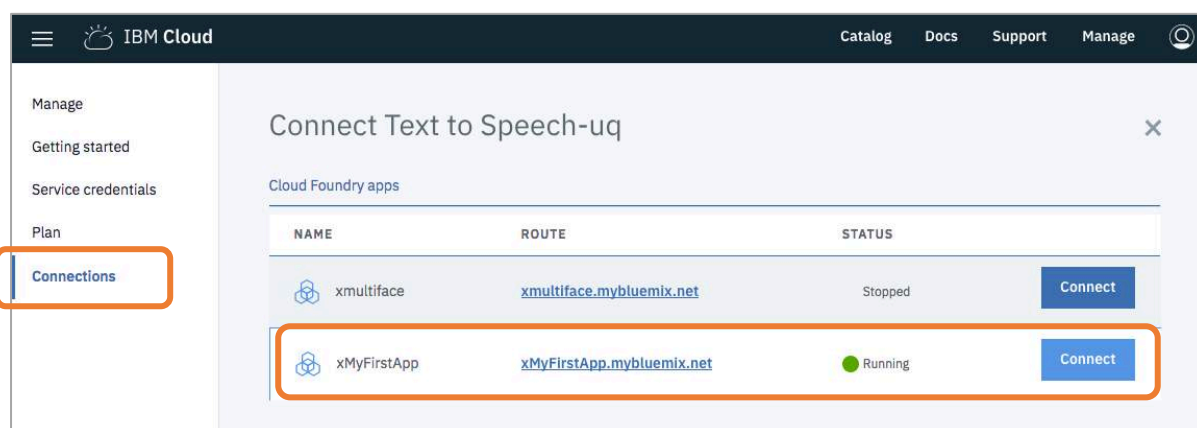 IBM Cloud Catalog Docs Support Manage
Manage
Getting started
Service credentials
Plan
Connections
Connect Text to Speech-uq
Cloud Foundry apps
NAME ROUTE STATUS
xmultiface xmultiface.mybluemix.net Stopped Connect
xMyFirstApp xMyFirstApp.mybluemix.net Running Connect